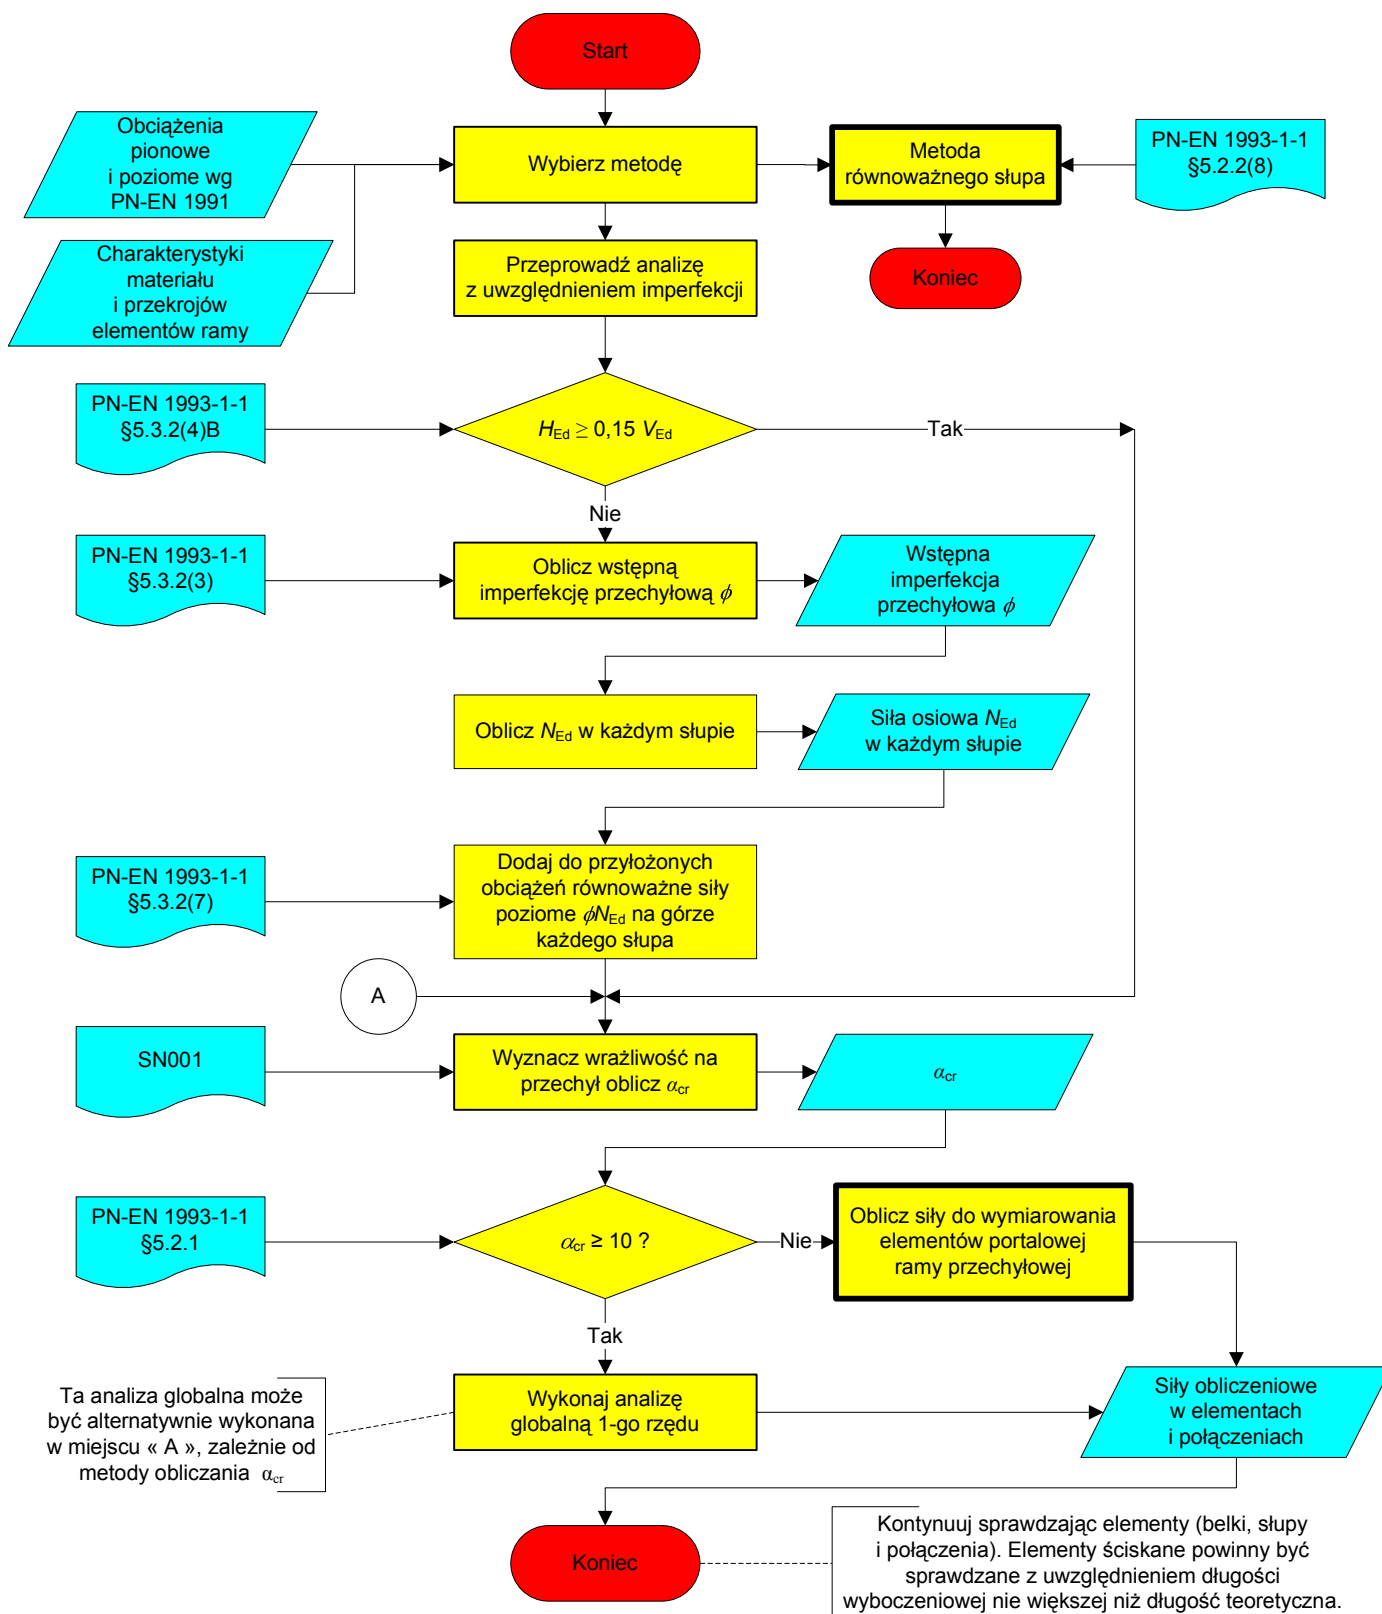 Start
Obciążenia
pionowe
i poziome wg
PN-EN 1991
Wybierz metodę
Metoda
równoważnego słupa
PN-EN 1993-1-1
§5.2.2(8)
Charakterystyki
materiału
i przekrojów
elementów ramy
Przeprowadź analizę
z uwzględnieniem imperfekcji
Koniec
PN-EN 1993-1-1
§5.3.2(4)B
HEd ≥ 0,15 VEd
Tak
Nie
PN-EN 1993-1-1
§5.3.2(3)
Oblicz wstępną
imperfekcję przechyłową ϕ
Wstępna
imperfekcja
przechyłowa ϕ
Oblicz NEd w każdym słupie
Siła osiowa NEd
w każdym słupie
PN-EN 1993-1-1
§5.3.2(7)
Dodaj do przyłożonych
obciążeń równoważne siły
poziome ϕNEd na górze
każdego słupa
A
SN001
Wyznacz wrażliwość na
przechył oblicz αcr
αcr
PN-EN 1993-1-1
§5.2.1
αcr ≥ 10 ?
Nie
Oblicz siły do wymiarowania
elementów portalowej
ramy przechyłowej
Tak
Ta analiza globalna może
być alternatywnie wykonana
w miejscu « A », zależnie od
metody obliczania αcr
Wykonaj analizę
globalną 1-go rzędu
Siły obliczeniowe
w elementach
i połączeniach
Koniec
Kontynuuj sprawdzając elementy (belki, słupy
i połączenia). Elementy ściskane powinny być
sprawdzane z uwzględnieniem długości
wyboczeniowej nie większej niż długość teoretyczna.